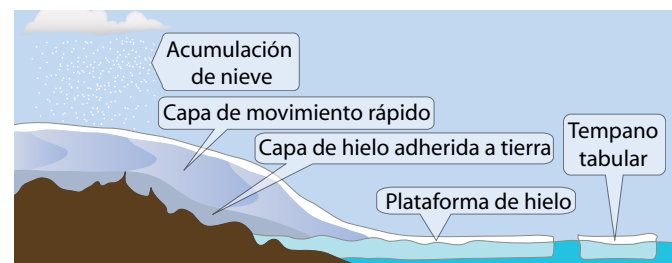 Acumulación
de nieve
Capa de movimiento rápido
Capa de hielo adherida a tierra
Tempano
tabular
Plataforma de hielo